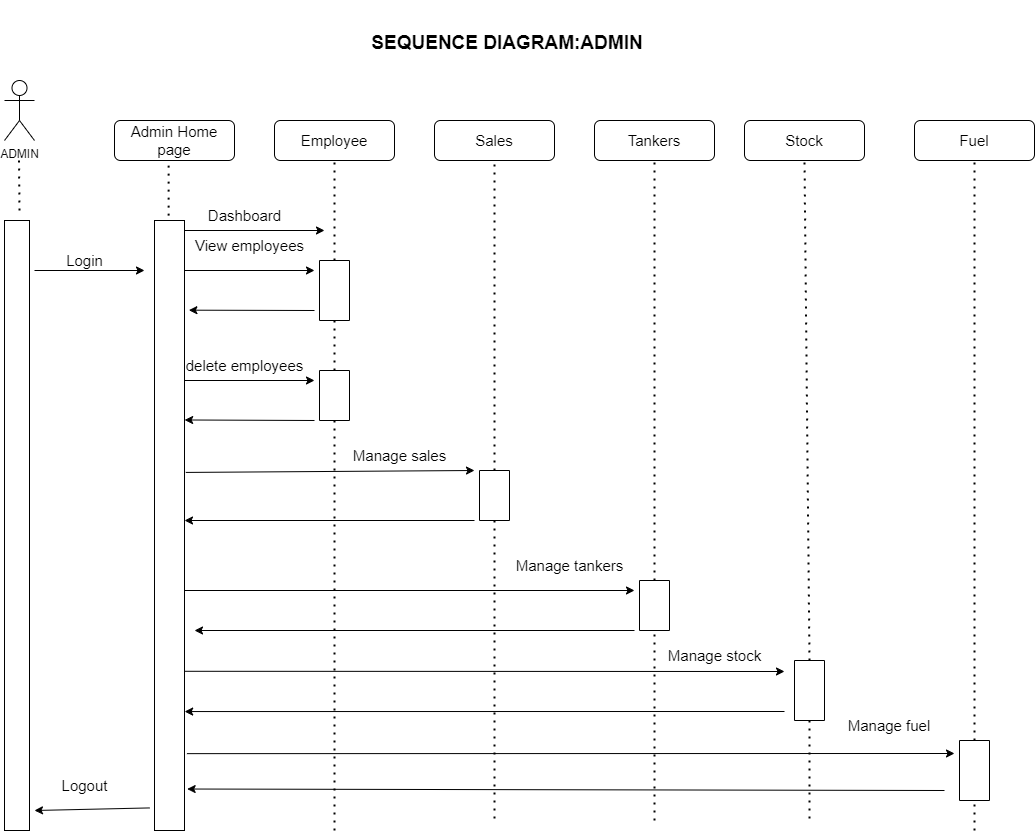 SEQUENCE DIAGRAM:ADMIN
ADMIN
Admin Home
page
Employee
Sales
Tankers
Stock
Fuel
Dashboard
View employees
Login
delete employees
Manage sales
Manage tankers
Manage stock
Manage fuel
Logout